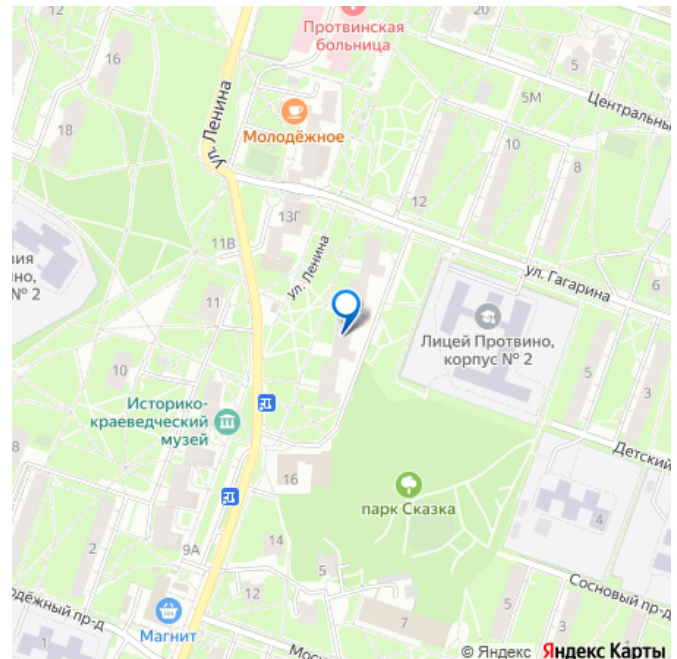 12
20
Протвинская
больница
16
5
5М
Центральны
ул. Ленина
Молодёжное
18
10
8
12
13Г
11В
ул. Ленина
вия
но,
№ 2
ул. Гагарина
6
11
Лицей Протвино,
корпус № 2
10
5
3
Историко-
краеведческий
музей
8
Детский
16
парк Сказка
4
14
2
9А
5
12
Сосновый пр-д
одёжный пр-д
5
3
7
1
Магнит
Мос
© Яндекс Яндекс Карты